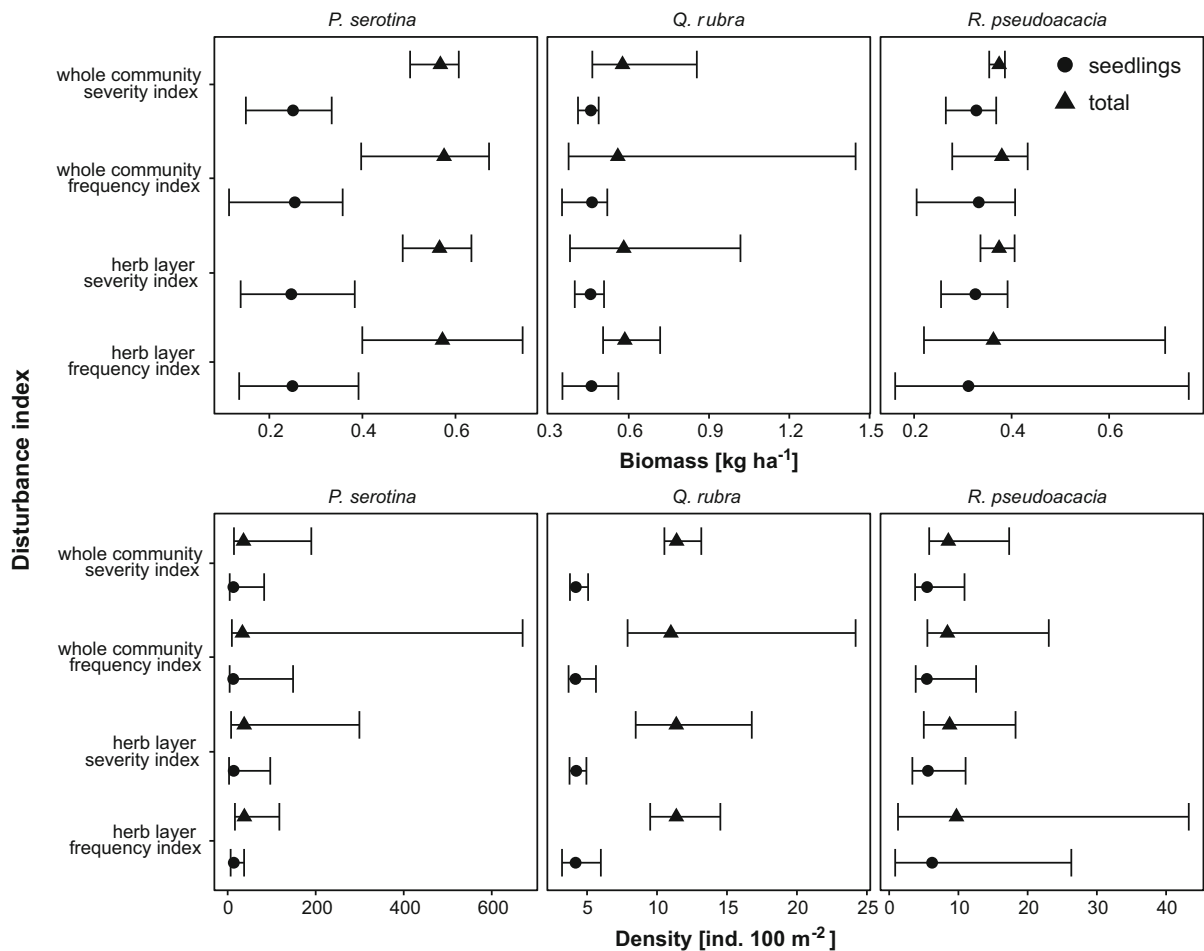 P. serotina
Q. rubra
R. pseudoacacia
seedlings
total
whole community
severity index
whole community
frequency index
herb layer
severity index
herb layer
frequency index
0.2 0.4 0.6
0.3 0.6 0.9 1.2 1.5
0.2 0.4 0.6
Biomass [kg ha⁻¹]
Disturbance index
P. serotina
Q. rubra
R. pseudoacacia
whole community
severity index
whole community
frequency index
herb layer
severity index
herb layer
frequency index
0 200 400 600
5 10 15 20 25
0 10 20 30 40
Density [ind. 100 m⁻²]